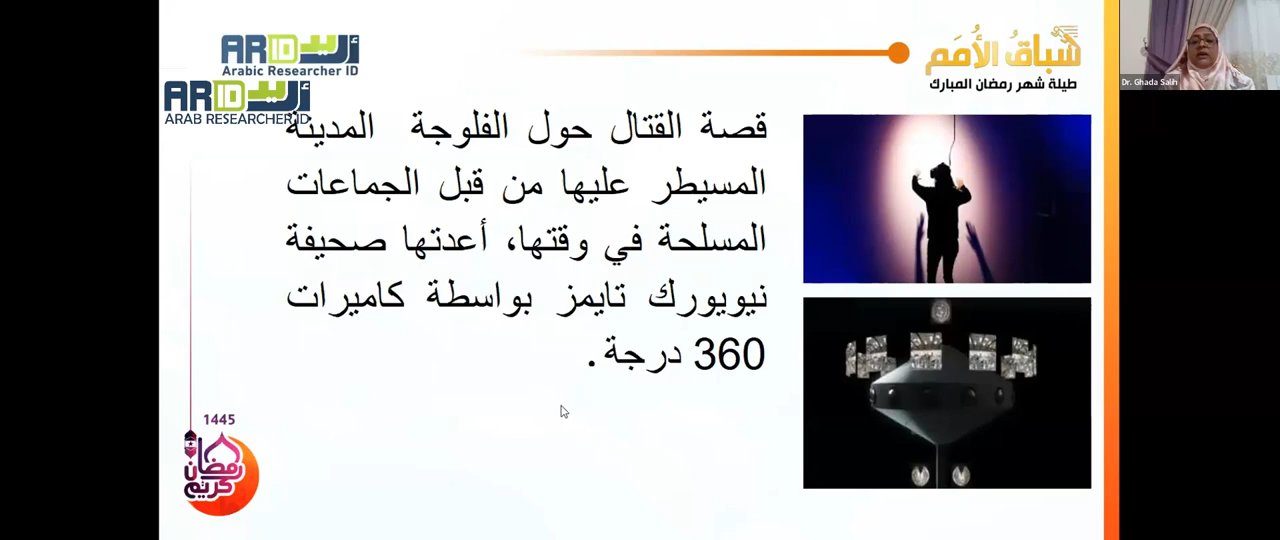 ARID أريد
Arabic Researcher ID
ARID أريد
ARAB RESEARCHER ID
سباقُ الأُمَم
طيلة شهر رمضان المبارك
Dr. Ghada Salih
قصة القتال حول الفلوجة المدينة
المسيطر عليها من قبل الجماعات
المسلحة في وقتها، أعدتها صحيفة
نيويورك تايمز بواسطة كاميرات
360 درجة.
1445
رمضان
كريم